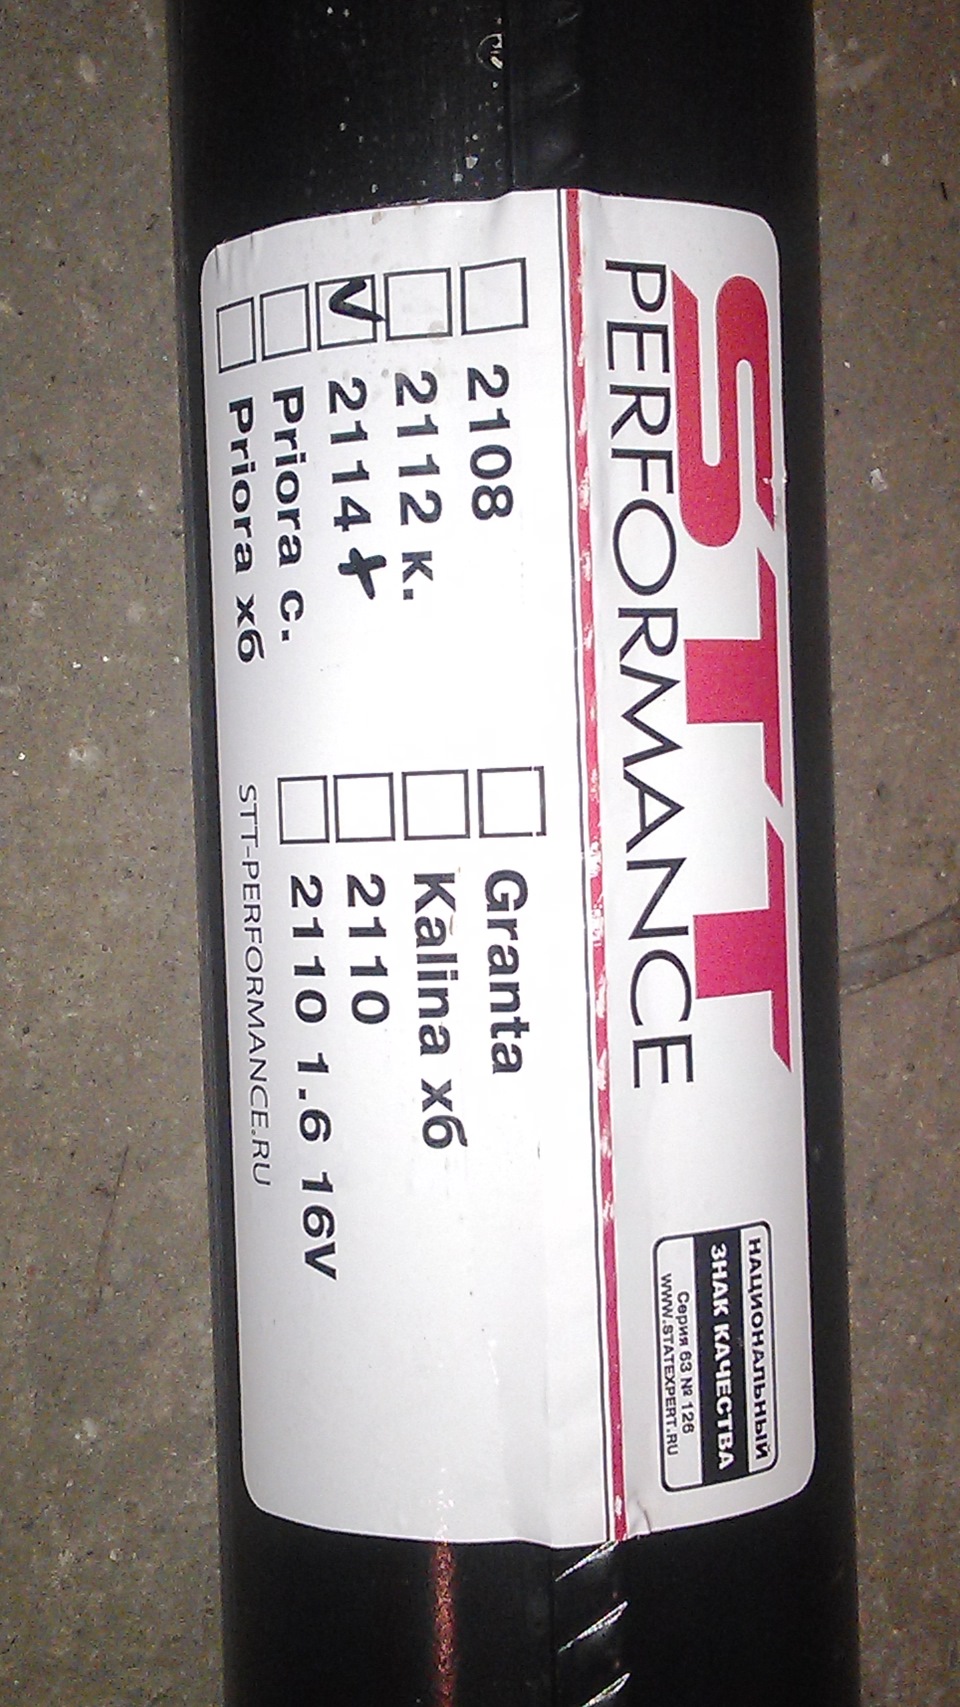 STT
PERFORMANCE
НАЦИОНАЛЬНЫЙ
ЗНАК КАЧЕСТВА
Серия 63 № 126
WWW.STATEXPERT.RU
2108
2112 к.
2114 +
Priora с.
Priora x6
Granta
Kalina x6
2110
2110 1.6 16V
STT-PERFORMANCE.RU